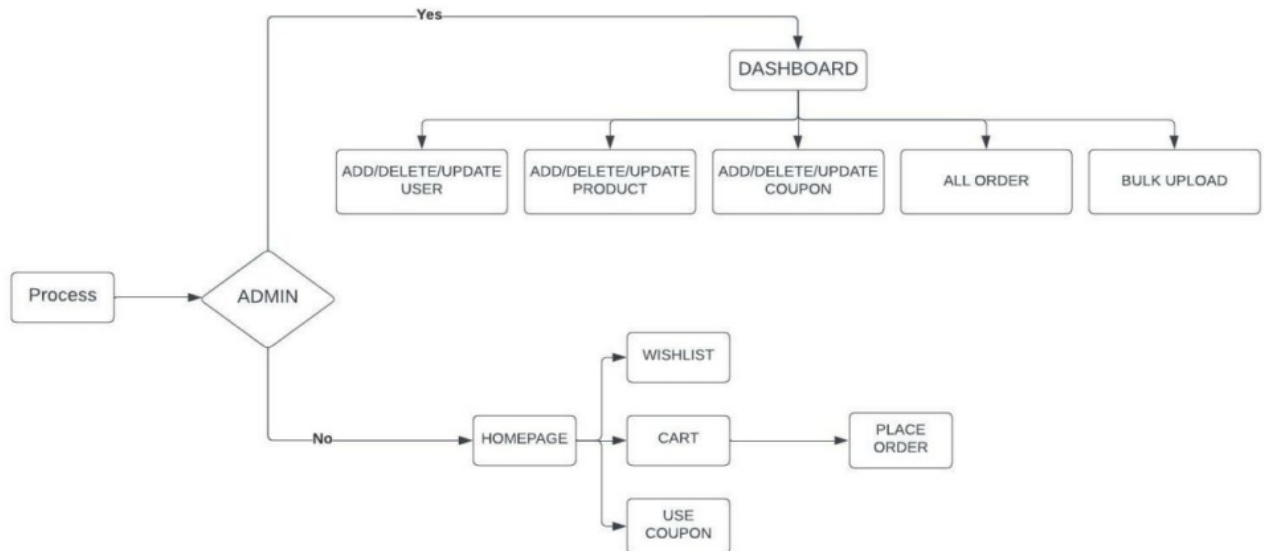 Yes
DASHBOARD
ADD/DELETE/UPDATE
USER
ADD/DELETE/UPDATE
PRODUCT
ADD/DELETE/UPDATE
COUPON
ALL ORDER
BULK UPLOAD
Process
ADMIN
WISHLIST
No
HOMEPAGE
CART
PLACE
ORDER
USE
COUPON